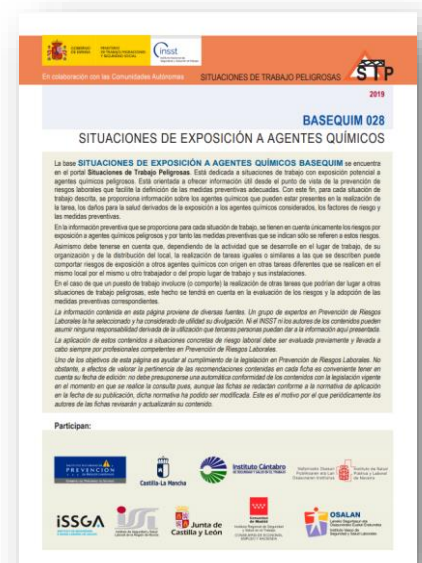 GOBIERNO DE ESPAÑA
MINISTERIO DE TRABAJO, MIGRACIONES Y SEGURIDAD SOCIAL
insst
En colaboración con las Comunidades Autónomas
SITUACIONES DE TRABAJO PELIGROSAS
STP
2019
BASEQUIM 028
SITUACIONES DE EXPOSICIÓN A AGENTES QUÍMICOS
La base SITUACIONES DE EXPOSICIÓN A AGENTES QUÍMICOS BASEQUIM se encuentra
en el portal Situaciones de Trabajo Peligrosas. Está dedicada a situaciones de trabajo con exposición potencial a
agentes químicos peligrosos. Está orientada a ofrecer información útil desde el punto de vista de la prevención de
riesgos laborales que facilite la definición de las medidas preventivas adecuadas. Con este fin, para cada situación de
trabajo descrita, se proporciona información sobre los agentes químicos que pueden estar presentes en la realización de
la tarea, los daños para la salud derivados de la exposición a los agentes químicos considerados, los factores de riesgo y
las medidas preventivas.
En la información preventiva que se proporciona para cada situación de trabajo, se tienen en cuenta únicamente los riesgos por
exposición a agentes químicos peligrosos y por tanto las medidas preventivas que se indican sólo se refieren a estos riesgos.
Asimismo debe tenerse en cuenta que, dependiendo de la actividad que se desarrolle en el lugar de trabajo, de su
organización y de la distribución del local, la realización de tareas iguales o similares a las que se describen puede
comportar riesgos de exposición a otros agentes químicos con origen en otras tareas diferentes que se realicen en el
mismo local por el mismo u otro trabajador o del propio lugar de trabajo y sus instalaciones.
En el caso de que un puesto de trabajo involucre (o comporte) la realización de otras tareas que podrían dar lugar a otras
situaciones de trabajo peligrosas, este hecho se tendrá en cuenta en la evaluación de los riesgos y la adopción de las
medidas preventivas correspondientes.
La información contenida en esta página proviene de diversas fuentes. Un grupo de expertos en Prevención de Riesgos
Laborales la ha seleccionado y ha considerado de utilidad su divulgación. Ni el INSST ni los autores de los contenidos pueden
asumir ninguna responsabilidad derivada de la utilización que terceras personas puedan dar a la información aquí presentada.
La aplicación de estos contenidos a situaciones concretas de riesgo laboral debe ser evaluada previamente y llevada a
cabo siempre por profesionales competentes en Prevención de Riesgos Laborales.
Uno de los objetivos de esta página es ayudar al cumplimiento de la legislación en Prevención de Riesgos Laborales. No
obstante, a efectos de valorar la pertinencia de las recomendaciones contenidas en cada ficha es conveniente tener en
cuenta su fecha de edición: no debe presuponerse una automática conformidad de los contenidos con la legislación vigente
en el momento en que se realice la consulta pues, aunque las fichas se redactan conforme a la normativa de aplicación
en la fecha de su publicación, dicha normativa ha podido ser modificada. Este es el motivo por el que periódicamente los
autores de las fichas revisarán y actualizarán su contenido.
Participan:
PREVENCIÓN
Castilla-La Mancha
Instituto Cántabro
Instituto de Salud Pública y Laboral de Navarra
ISSGA
Junta de Castilla y León
Comunidad de Madrid
OSALAN